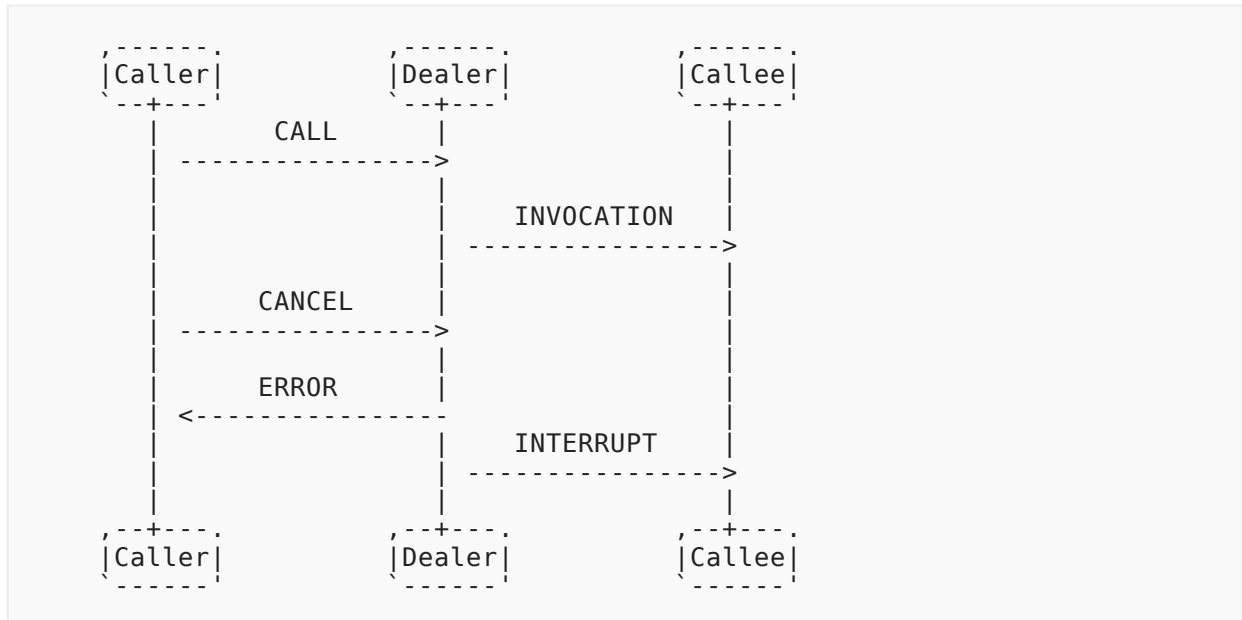 ,------.          ,------.          ,------.
|Caller|          |Dealer|          |Callee|
`--+---'          `--+---'          `--+---'
   |       CALL      |                 |
   | ---------------->                 |
   |                 |                 |
   |                 |    INVOCATION   |
   |                 | ---------------->
   |                 |                 |
   |      CANCEL     |                 |
   | ---------------->                 |
   |                 |                 |
   |      ERROR      |                 |
   | <----------------                 |
   |                 |    INTERRUPT    |
   |                 | ---------------->
   |                 |                 |
,--+---.          ,--+---.          ,--+---.
|Caller|          |Dealer|          |Callee|
`------'          `------'          `------'